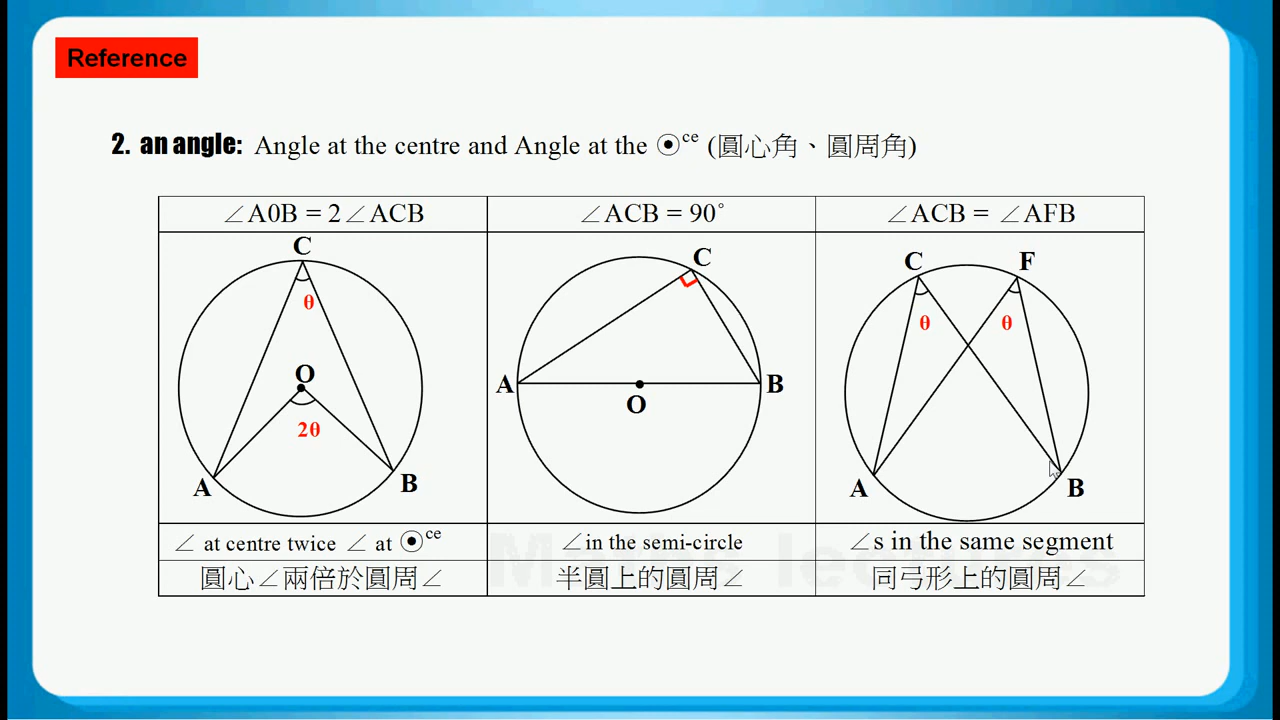 Reference
2. an angle: Angle at the centre and Angle at the ⊙ce (圓心角、圓周角)
∠A0B = 2∠ACB
∠ACB = 90°
∠ACB = ∠AFB
C
θ
O
2θ
A
B
C
A
B
O
C
F
θ
θ
A
B
∠ at centre twice ∠ at ⊙ce
∠in the semi-circle
∠s in the same segment
圓心∠兩倍於圓周∠
半圓上的圓周∠
同弓形上的圓周∠
Maths lectures